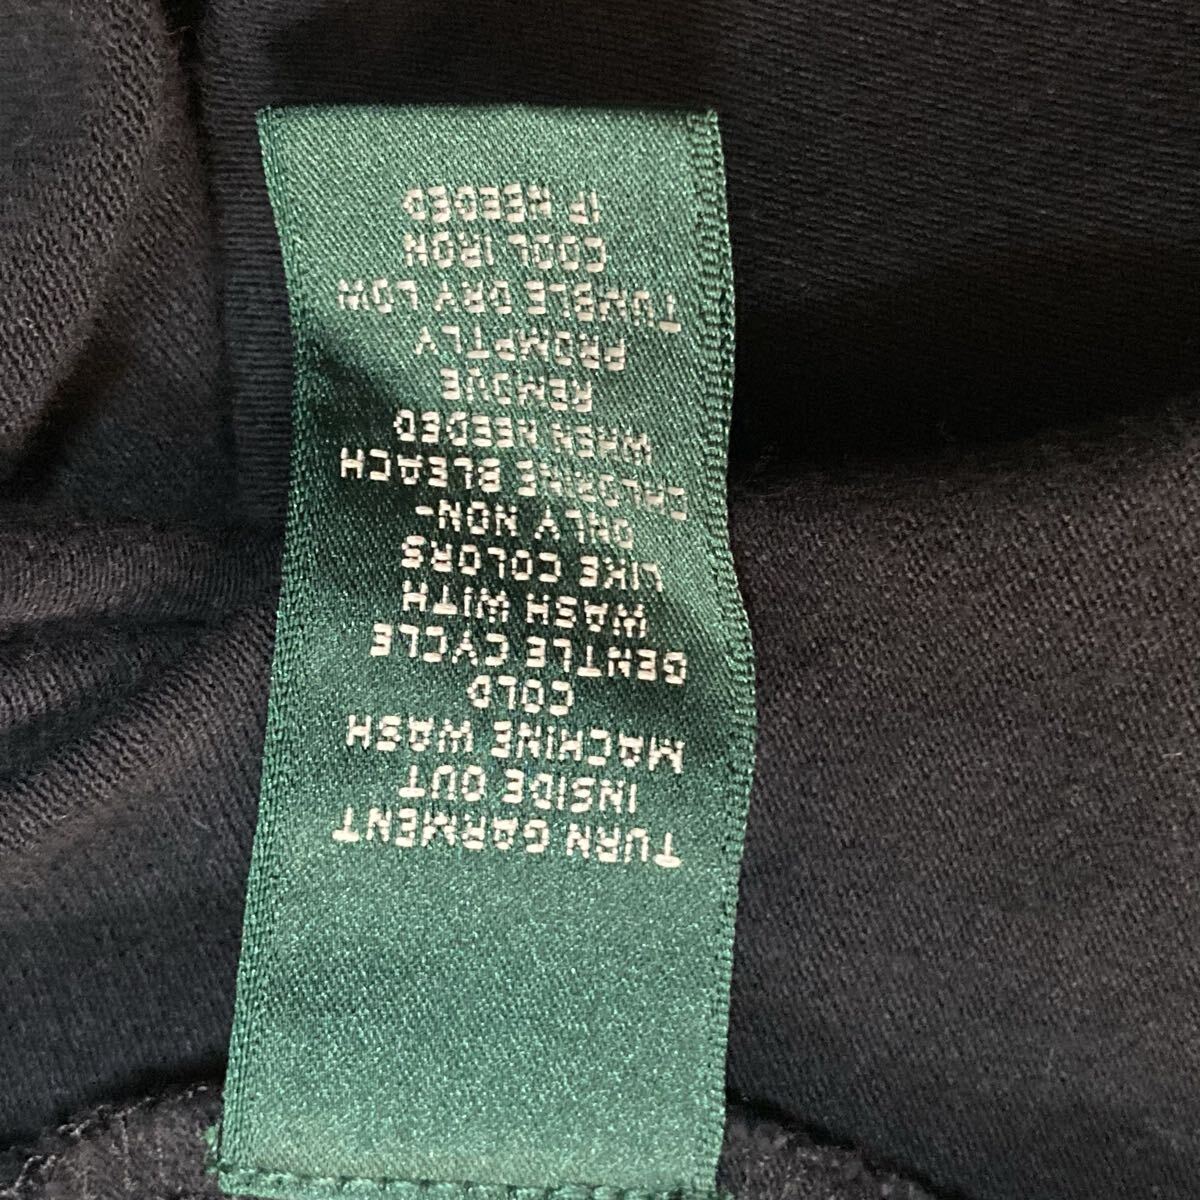 TURN GARMENT
INSIDE OUT
MACHINE WASH
COLD
GENTLE CYCLE
WASH WITH
LIKE COLORS
ONLY NON-
CHLORINE BLEACH
WHEN NEEDED
REMOVE
PROMPTLY
TUMBLE DRY LOW
COOL IRON
IF NEEDED